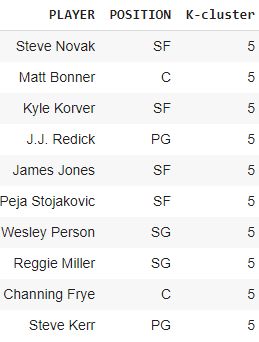 PLAYER POSITION K-cluster
Steve Novak SF 5
Matt Bonner C 5
Kyle Korver SF 5
J.J. Redick PG 5
James Jones SF 5
Peja Stojakovic SF 5
Wesley Person SG 5
Reggie Miller SG 5
Channing Frye C 5
Steve Kerr PG 5